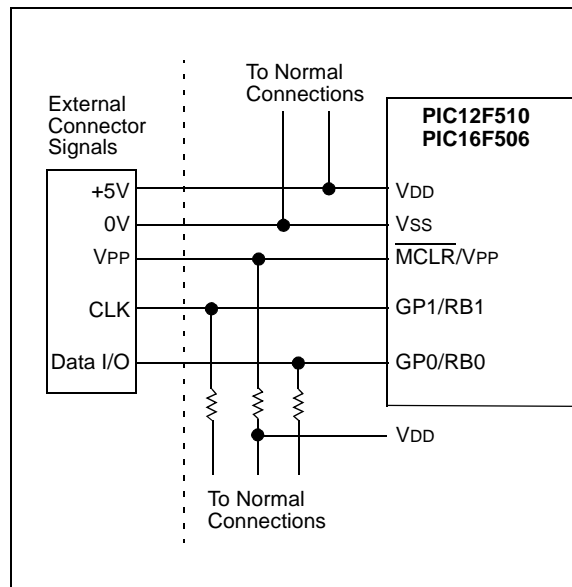 To Normal
Connections
External
Connector
Signals
PIC12F510
PIC16F506
+5V
VDD
0V
VSS
VPP
MCLR/VPP
CLK
GP1/RB1
Data I/O
GP0/RB0
VDD
To Normal
Connections